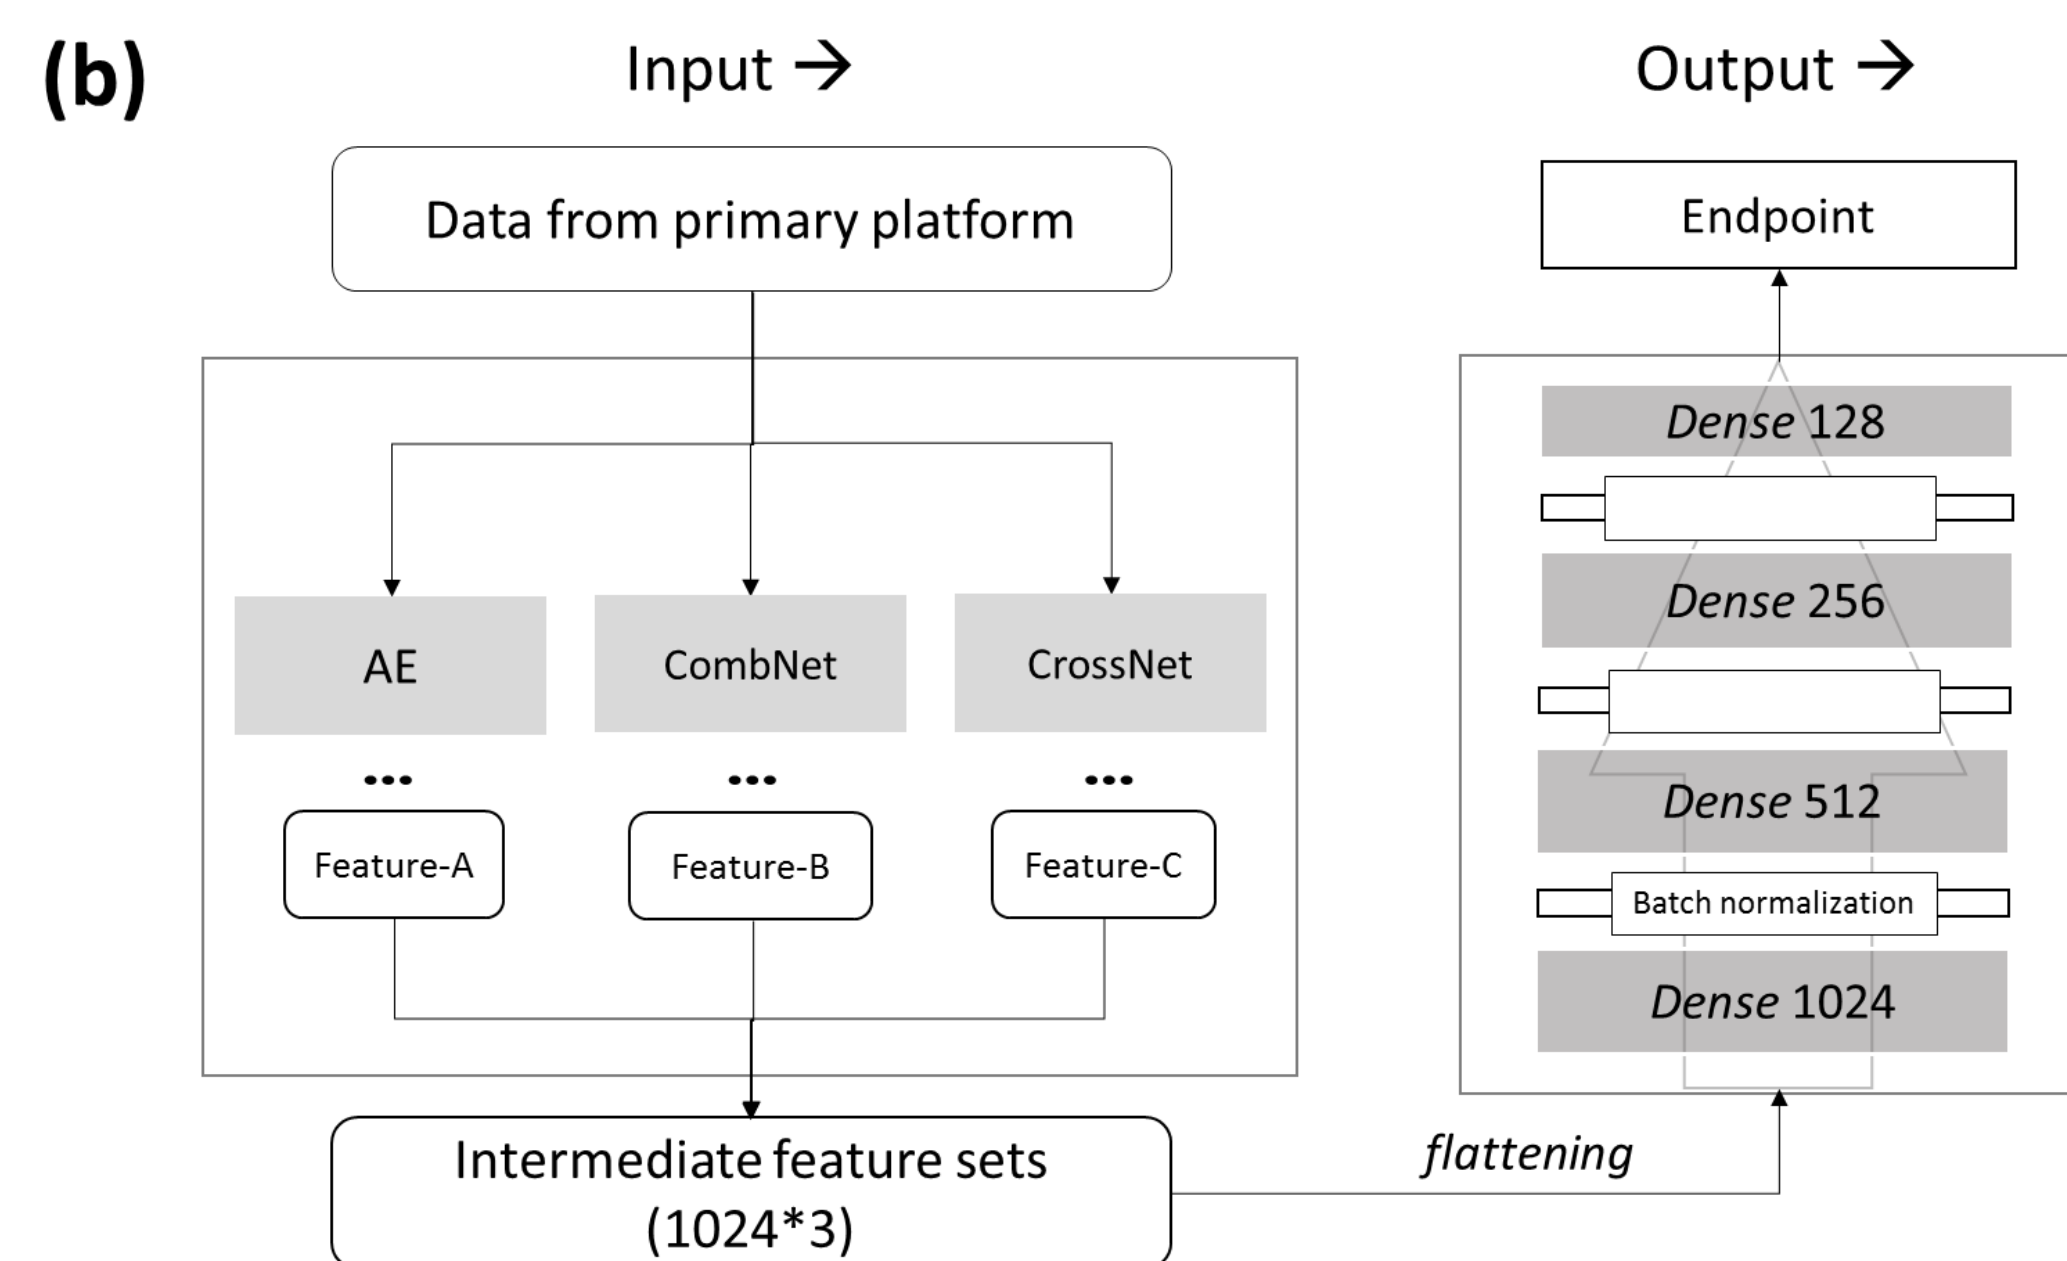 (b)
Input →
Output →
Data from primary platform
Endpoint
AE
CombNet
CrossNet
...
...
...
Feature-A
Feature-B
Feature-C
Intermediate feature sets
(1024*3)
flattening
Dense 128
Dense 256
Dense 512
Batch normalization
Dense 1024